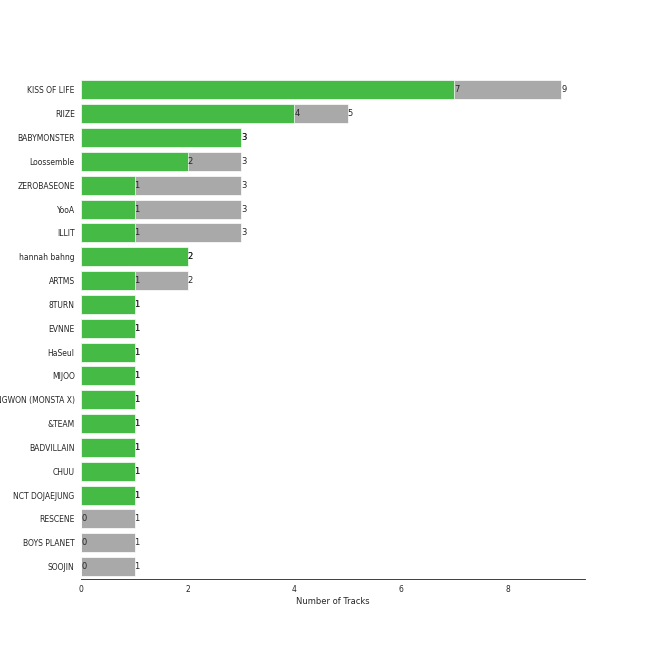 KISS OF LIFE 7 9
RIIZE 4 5
BABYMONSTER 3
Loossemble 2 3
ZEROBASEONE 1 3
YooA 1 3
ILLIT 1 3
hannah bahng 2
ARTMS 1 2
8TURN 1
EVNNE 1
HaSeul 1
MIJOO 1
NGWON (MONSTA X) 1
&TEAM 1
BADVILLAIN 1
CHUU 1
NCT DOJAEJUNG 1
RESCENE 0 1
BOYS PLANET 0 1
SOOJIN 0 1
0 2 4 6 8
Number of Tracks